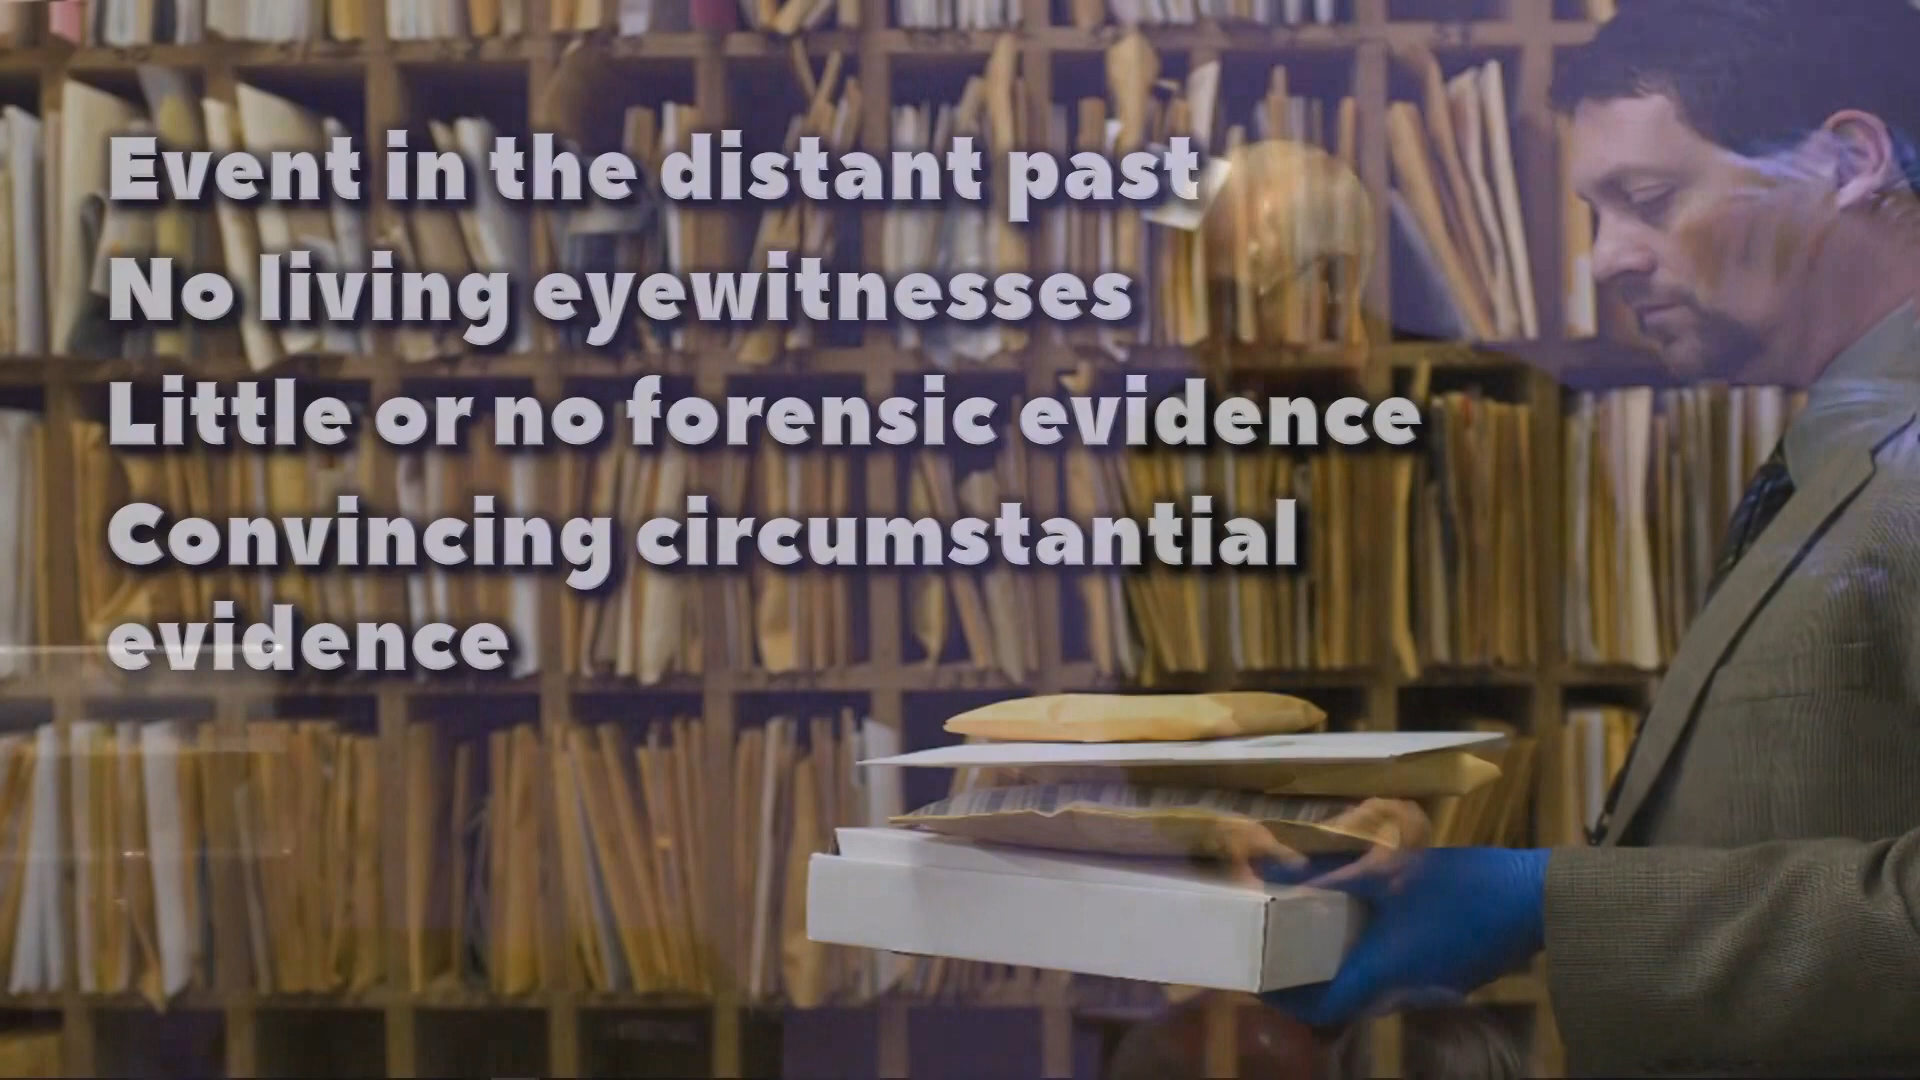 Event in the distant past
No living eyewitnesses
Little or no forensic evidence
Convincing circumstantial
evidence